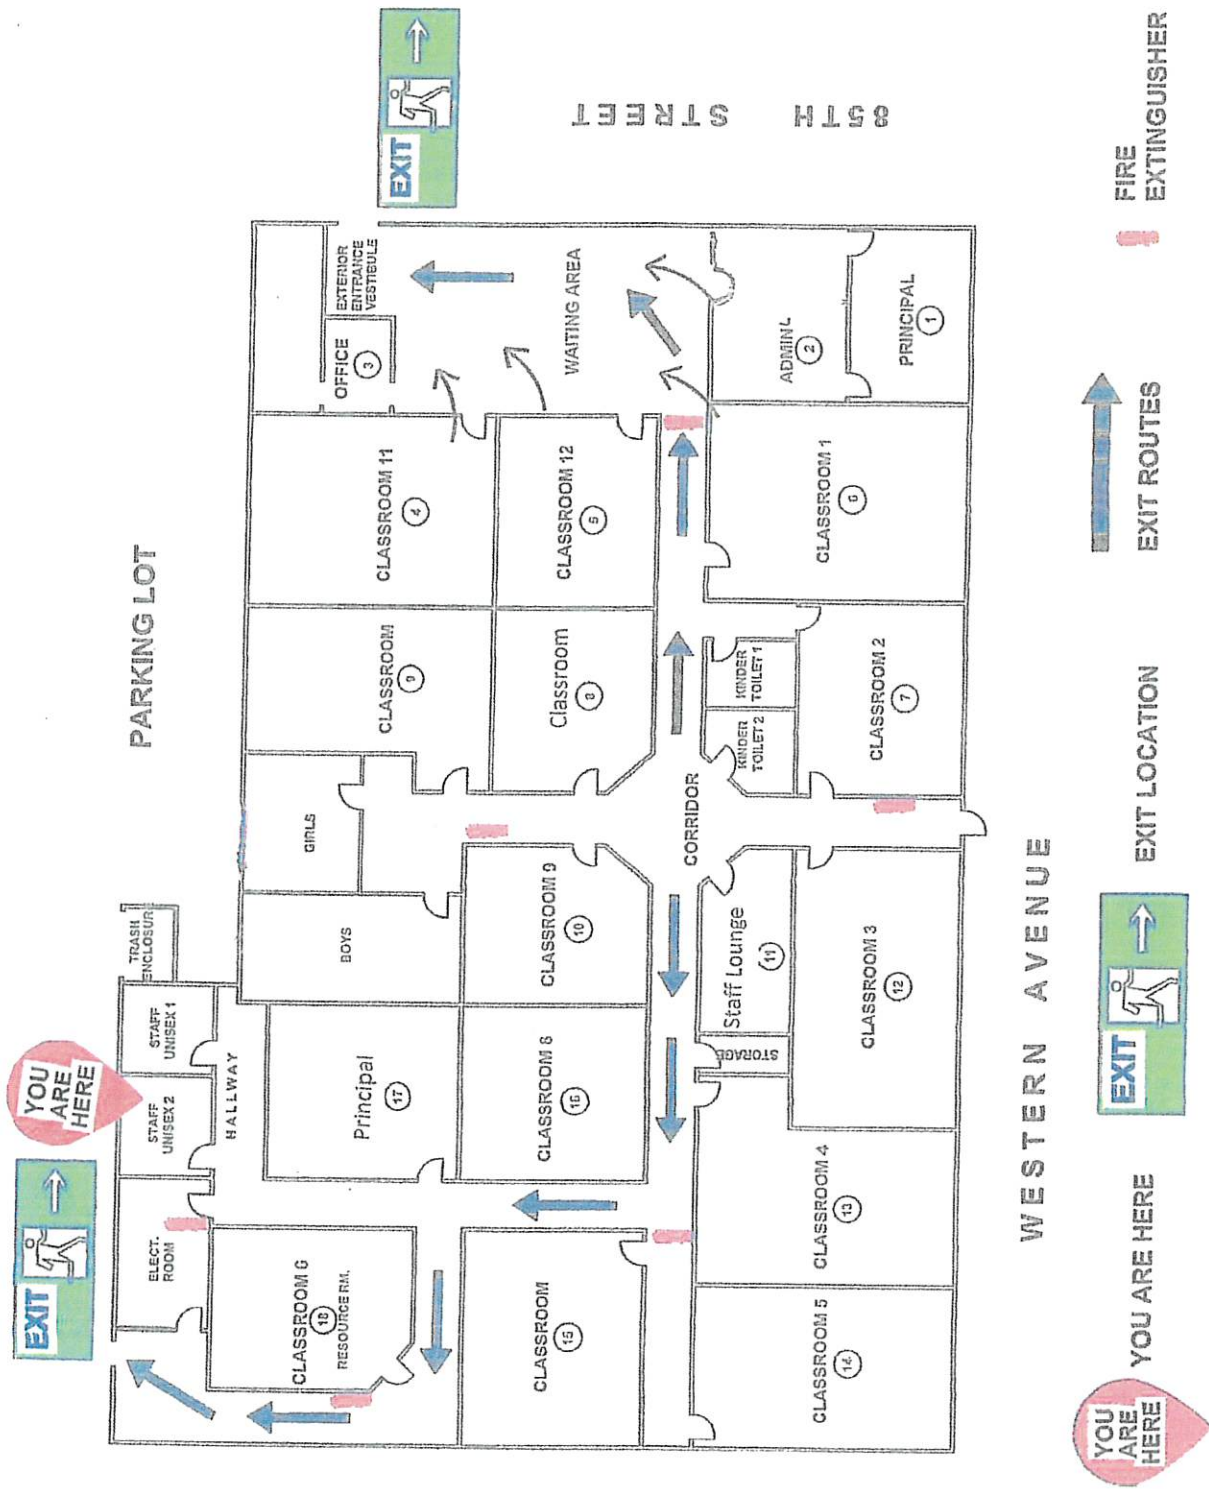 PARKING LOT
TRASH
ENCLOSUR
YOU
ARE
HERE
EXIT
STAFF
UNISEX 1
STAFF
UNISEX 2
ELECT.
ROOM
HALLWAY
GIRLS
BOYS
Principal
17
CLASSROOM 6
18
RESOURCE RM.
CLASSROOM
9
CLASSROOM 11
4
OFFICE
3
EXTERIOR
ENTRANCE
VESTIBULE
EXIT
CLASSROOM
15
CLASSROOM 6
16
CLASSROOM 9
10
Classroom
8
CLASSROOM 12
5
WAITING AREA
85TH STREET
CORRIDOR
STORAGE
Staff Lounge
11
KINDER
TOILET 2
KINDER
TOILET 1
CLASSROOM 5
14
CLASSROOM 4
13
CLASSROOM 3
12
CLASSROOM 2
7
CLASSROOM 1
6
ADMIN
2
PRINCIPAL
1
WESTERN AVENUE
YOU
ARE
HERE
YOU ARE HERE
EXIT
EXIT LOCATION
EXIT ROUTES
FIRE
EXTINGUISHER